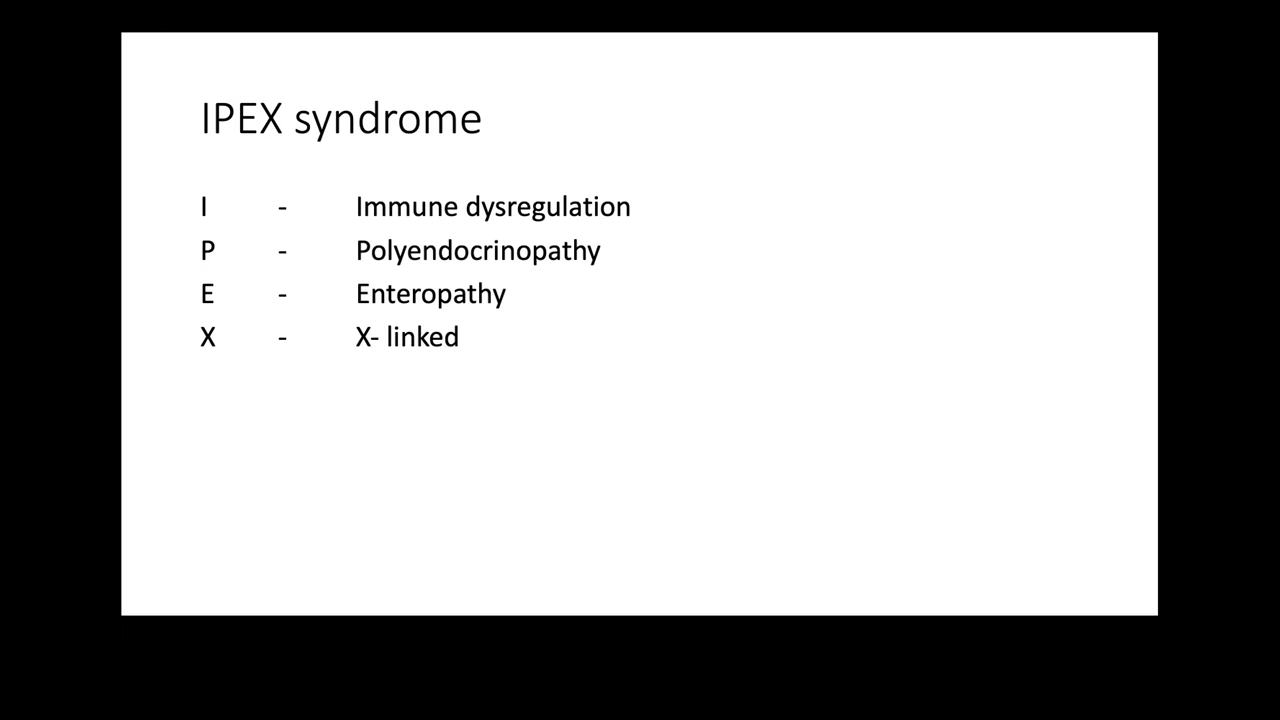 IPEX syndrome
I - Immune dysregulation
P - Polyendocrinopathy
E - Enteropathy
X - X- linked